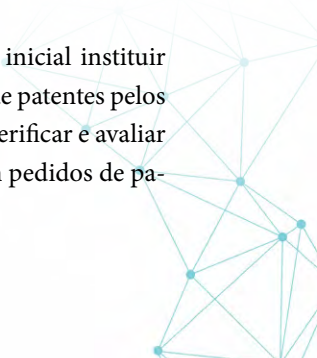 inicial instituir
e patentes pelos
erificar e avaliar
pedidos de pa-